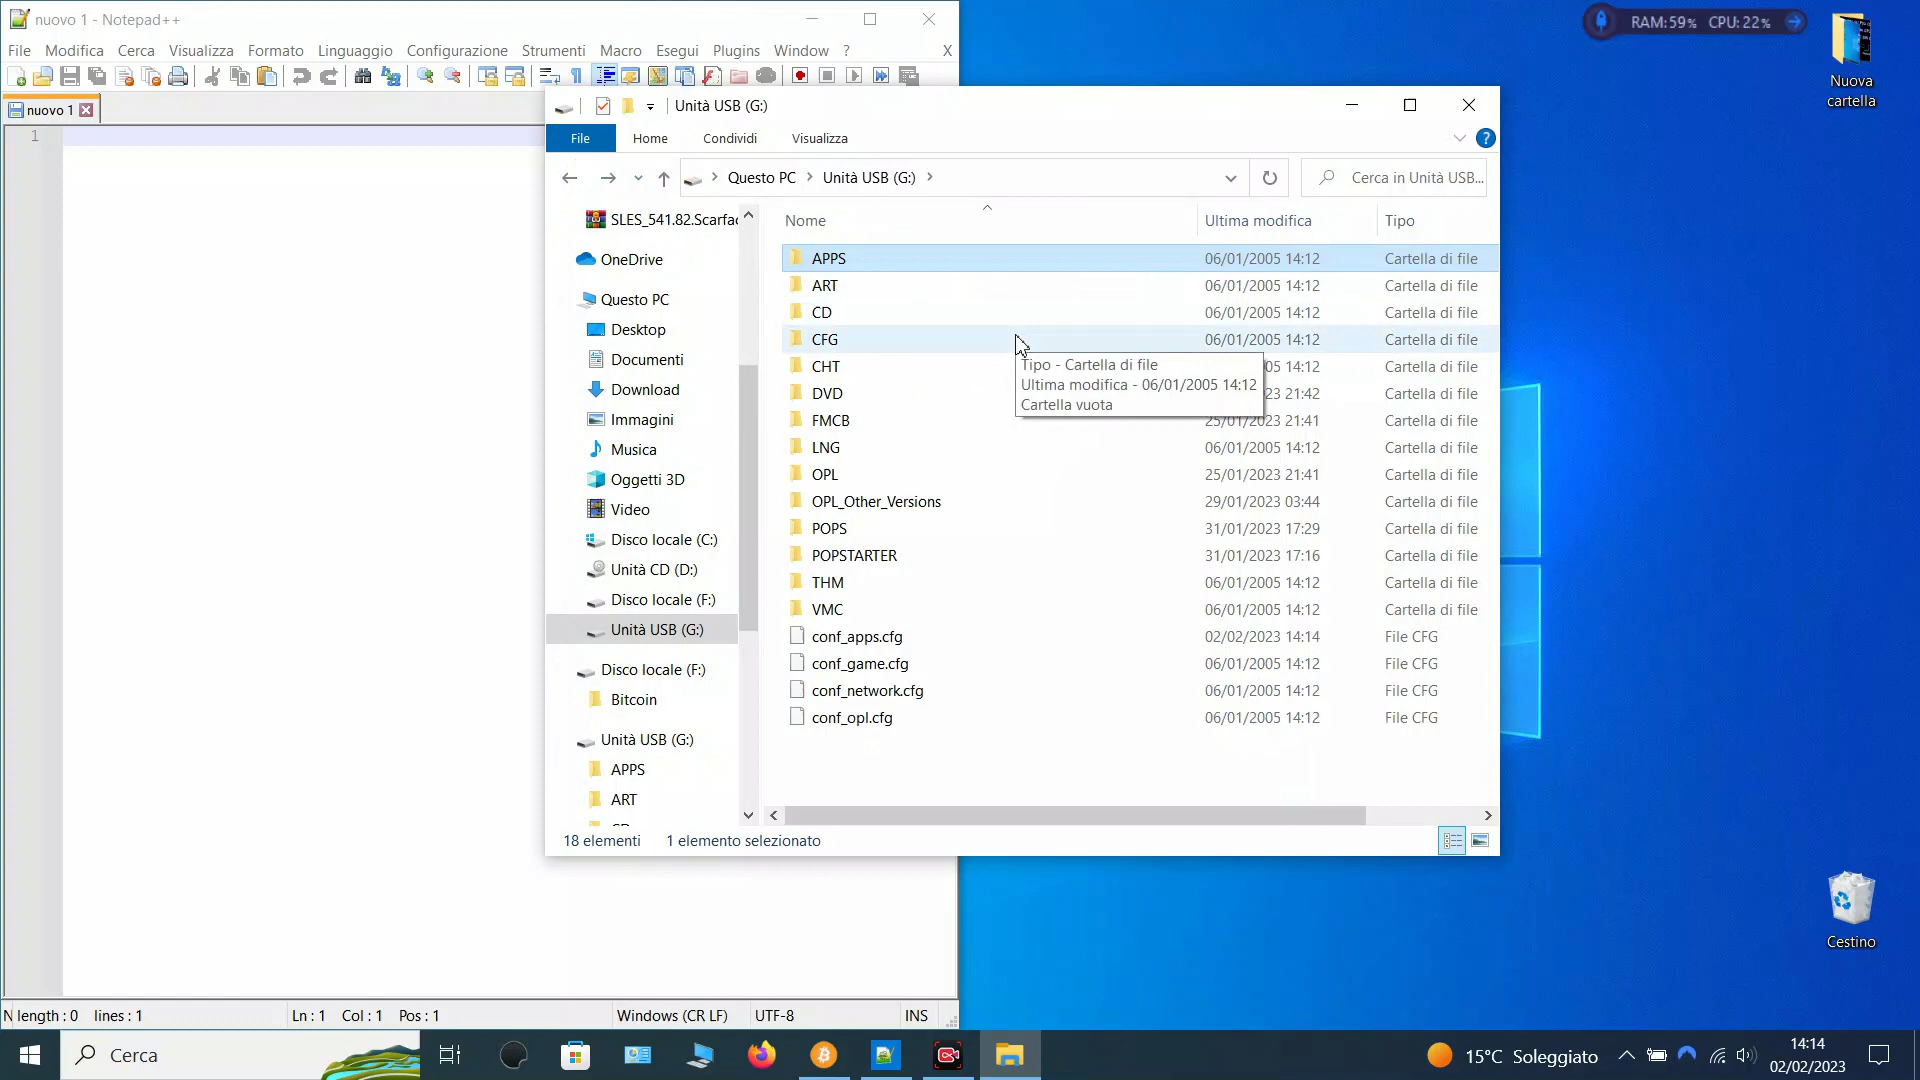 nuovo 1 - Notepad++
File Modifica Cerca Visualizza Formato Linguaggio Configurazione Strumenti Macro Esegui Plugins Window ? X
nuovo 1
1
RAM:59% CPU:22%
Nuova
cartella
Unità USB (G:)
File Home Condividi Visualizza
Questo PC Unità USB (G:)
Cerca in Unità USB...
SLES_541.82.Scarfac
OneDrive
Questo PC
Desktop
Documenti
Download
Immagini
Musica
Oggetti 3D
Video
Disco locale (C:)
Unità CD (D:)
Disco locale (F:)
Unità USB (G:)
Disco locale (F:)
Bitcoin
Unità USB (G:)
APPS
ART
Nome Ultima modifica Tipo
APPS 06/01/2005 14:12 Cartella di file
ART 06/01/2005 14:12 Cartella di file
CD 06/01/2005 14:12 Cartella di file
CFG 06/01/2005 14:12 Cartella di file
CHT 05 14:12 Cartella di file
DVD 23 21:42 Cartella di file
FMCB 25/01/2023 21:41 Cartella di file
LNG 06/01/2005 14:12 Cartella di file
OPL 25/01/2023 21:41 Cartella di file
OPL_Other_Versions 29/01/2023 03:44 Cartella di file
POPS 31/01/2023 17:29 Cartella di file
POPSTARTER 31/01/2023 17:16 Cartella di file
THM 06/01/2005 14:12 Cartella di file
VMC 06/01/2005 14:12 Cartella di file
conf_apps.cfg 02/02/2023 14:14 File CFG
conf_game.cfg 06/01/2005 14:12 File CFG
conf_network.cfg 06/01/2005 14:12 File CFG
conf_opl.cfg 06/01/2005 14:12 File CFG
Tipo - Cartella di file
Ultima modifica - 06/01/2005 14:12
Cartella vuota
18 elementi 1 elemento selezionato
Cestino
N length : 0 lines : 1 Ln : 1 Col : 1 Pos : 1 Windows (CR LF) UTF-8 INS
Cerca
15°C Soleggiato
14:14
02/02/2023